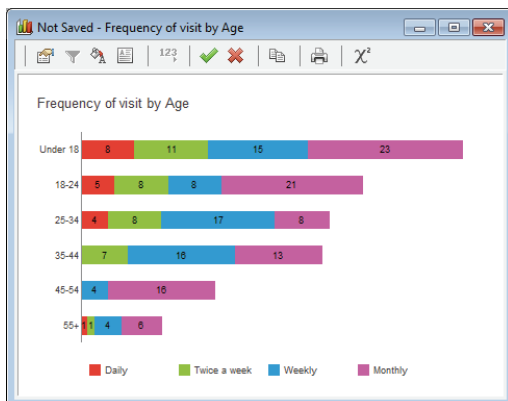 Not Saved - Frequency of visit by Age
123
χ²
Frequency of visit by Age
Under 18 8 11 15 23
18-24 5 8 8 21
25-34 4 8 17 8
35-44 7 16 13
45-54 4 16
55+ 1 1 4 6
Daily Twice a week Weekly Monthly